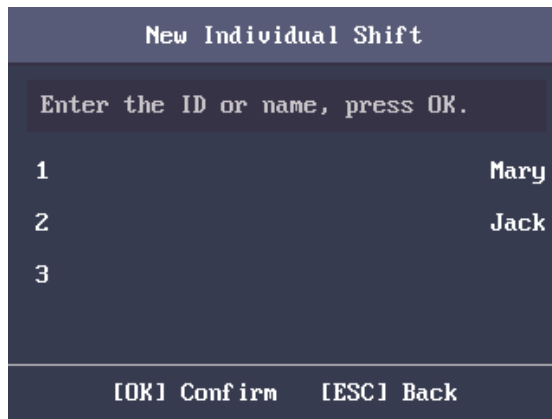 New Individual Shift
Enter the ID or name, press OK.
1 Mary
2 Jack
3
[OK] Confirm [ESC] Back